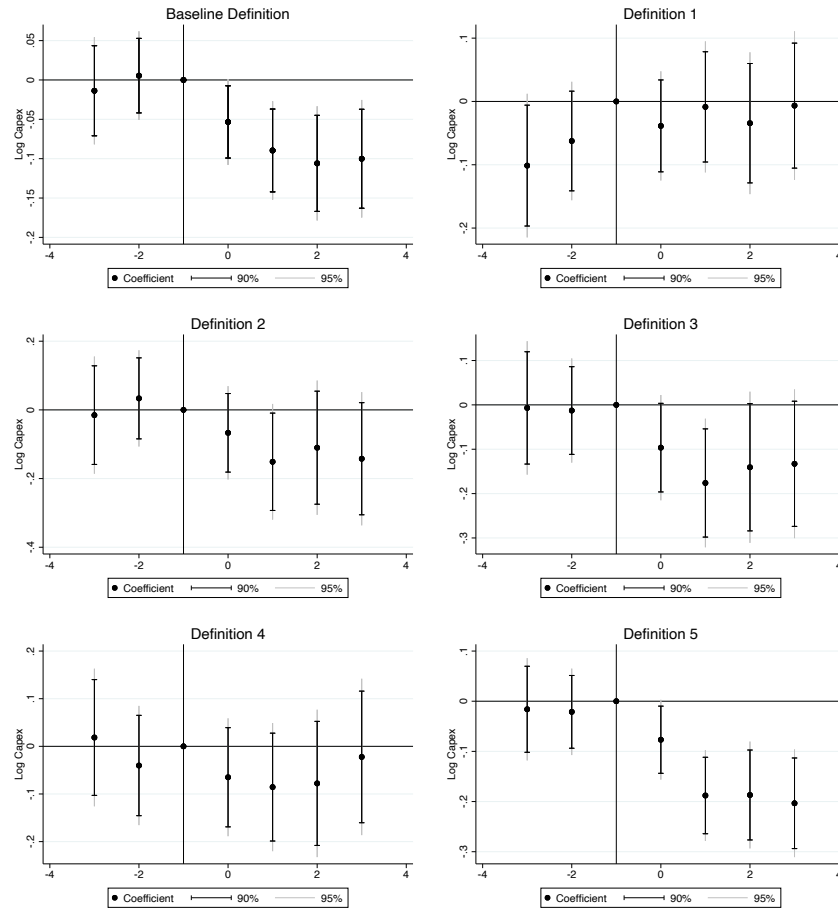 Baseline Definition
Log Capex
.05
0
-.05
-.1
-.15
-.2
-4 -2 0 2 4
Coefficient 90% 95%
Definition 1
Log Capex
.1
0
-.1
-.2
-4 -2 0 2 4
Coefficient 90% 95%
Definition 2
Log Capex
.2
0
-.2
-.4
-4 -2 0 2 4
Coefficient 90% 95%
Definition 3
Log Capex
.1
0
-.1
-.2
-.3
-4 -2 0 2 4
Coefficient 90% 95%
Definition 4
Log Capex
.2
.1
0
-.1
-.2
-4 -2 0 2 4
Coefficient 90% 95%
Definition 5
Log Capex
.1
0
-.1
-.2
-.3
-4 -2 0 2 4
Coefficient 90% 95%